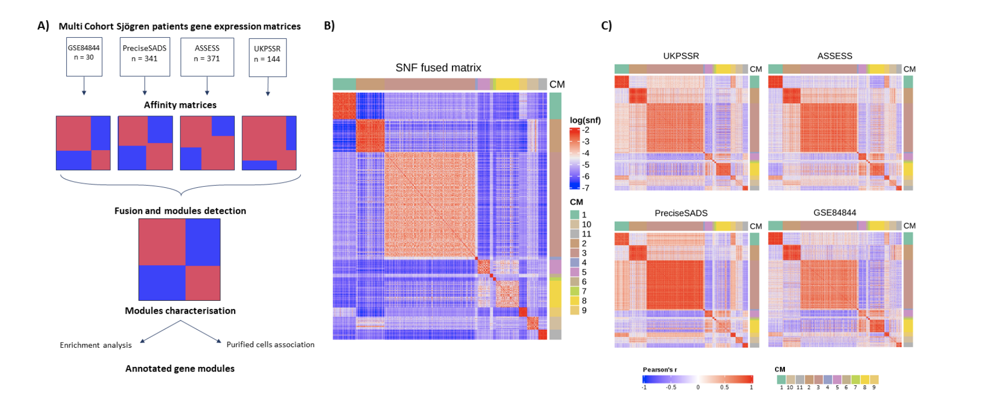 A)
Multi Cohort Sjögren patients gene expression matrices
GSE84844
n = 30
PreciseSADS
n = 341
ASSESS
n = 371
UKPSSR
n = 144
Affinity matrices
Fusion and modules detection
Modules characterisation
Enrichment analysis
Purified cells association
Annotated gene modules
B)
SNF fused matrix
CM
log(snf)
-2
-3
-4
-5
-6
-7
CM
1
10
11
2
3
4
5
6
7
8
9
C)
UKPSSR
CM
ASSESS
CM
PreciseSADS
CM
GSE84844
CM
Pearson's r
-1 -0.5 0 0.5 1
CM
1 10 11 2 3 4 5 6 7 8 9